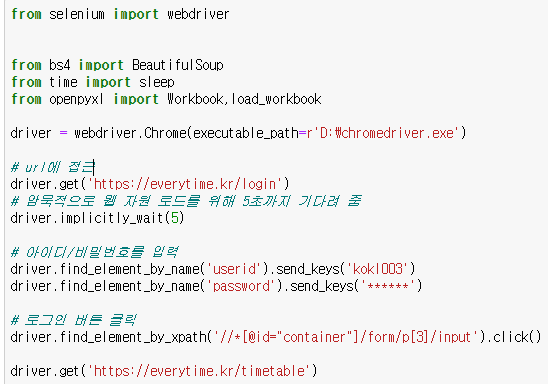 from selenium import webdriver
from bs4 import BeautifulSoup
from time import sleep
from openpyxl import Workbook,load_workbook
driver = webdriver.Chrome(executable_path=r'D:₩chromedriver.exe')
# url에 접근
driver.get('https://everytime.kr/login')
# 암묵적으로 웹 자원 로드를 위해 5초까지 기다려 줌
driver.implicitly_wait(5)
# 아이디/비밀번호를 입력
driver.find_element_by_name('userid').send_keys('kokl003')
driver.find_element_by_name('password').send_keys('******')
# 로그인 버튼 클릭
driver.find_element_by_xpath('//*[@id="container"]/form/p[3]/input').click()
driver.get('https://everytime.kr/timetable')